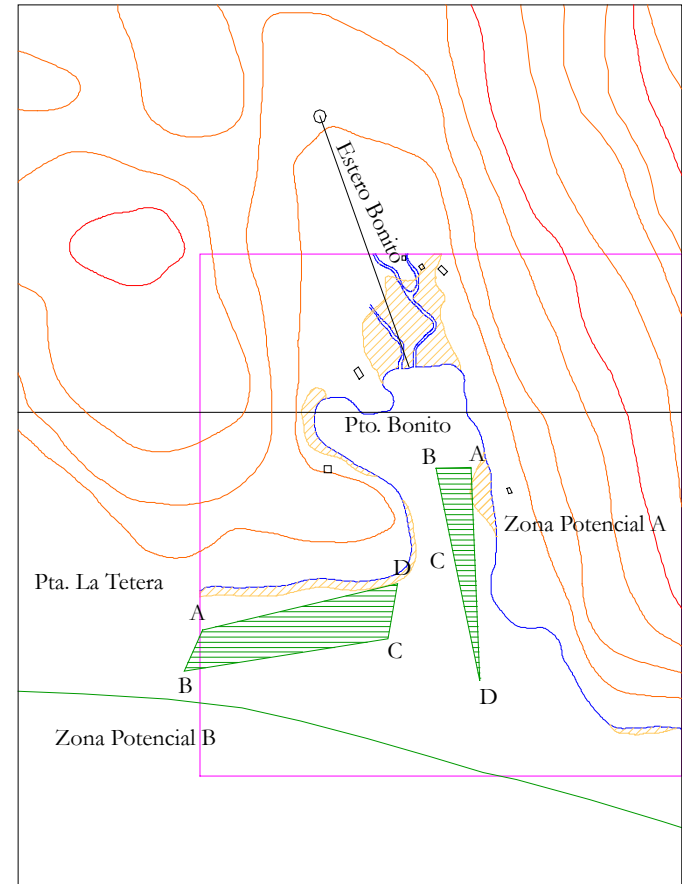 Estero Bonito
Pto. Bonito
B
A
Zona Potencial A
C
D
Pta. La Tetera
D
A
C
B
D
Zona Potencial B